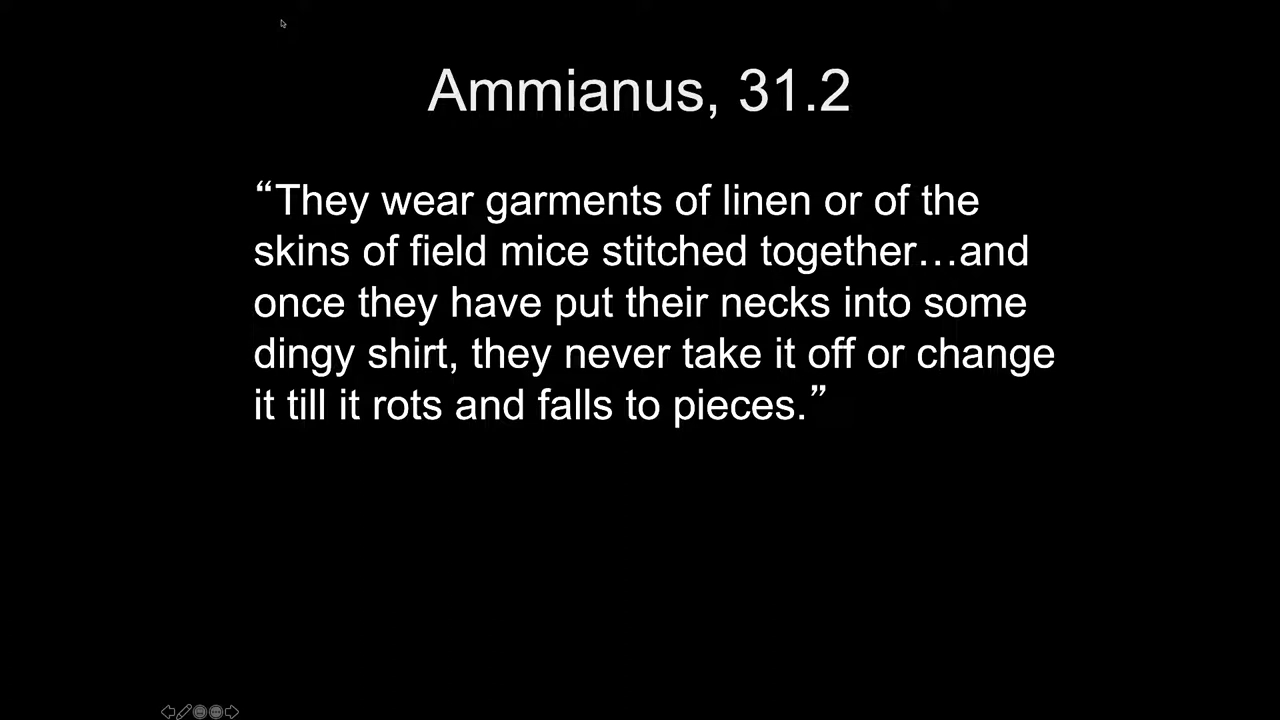 Ammianus, 31.2
“They wear garments of linen or of the
skins of field mice stitched together…and
once they have put their necks into some
dingy shirt, they never take it off or change
it till it rots and falls to pieces.”